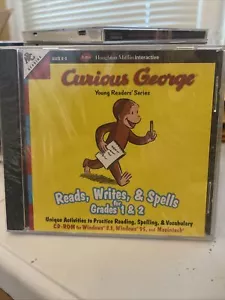 Houghton Mifflin Interactive
Curious George
Young Readers' Series
Reads, Writes, & Spells
for
Grades 1 & 2
Unique Activities to Practice Reading, Spelling, & Vocabulary
CD-ROM for Windows 3.1, Windows 95, and Macintosh